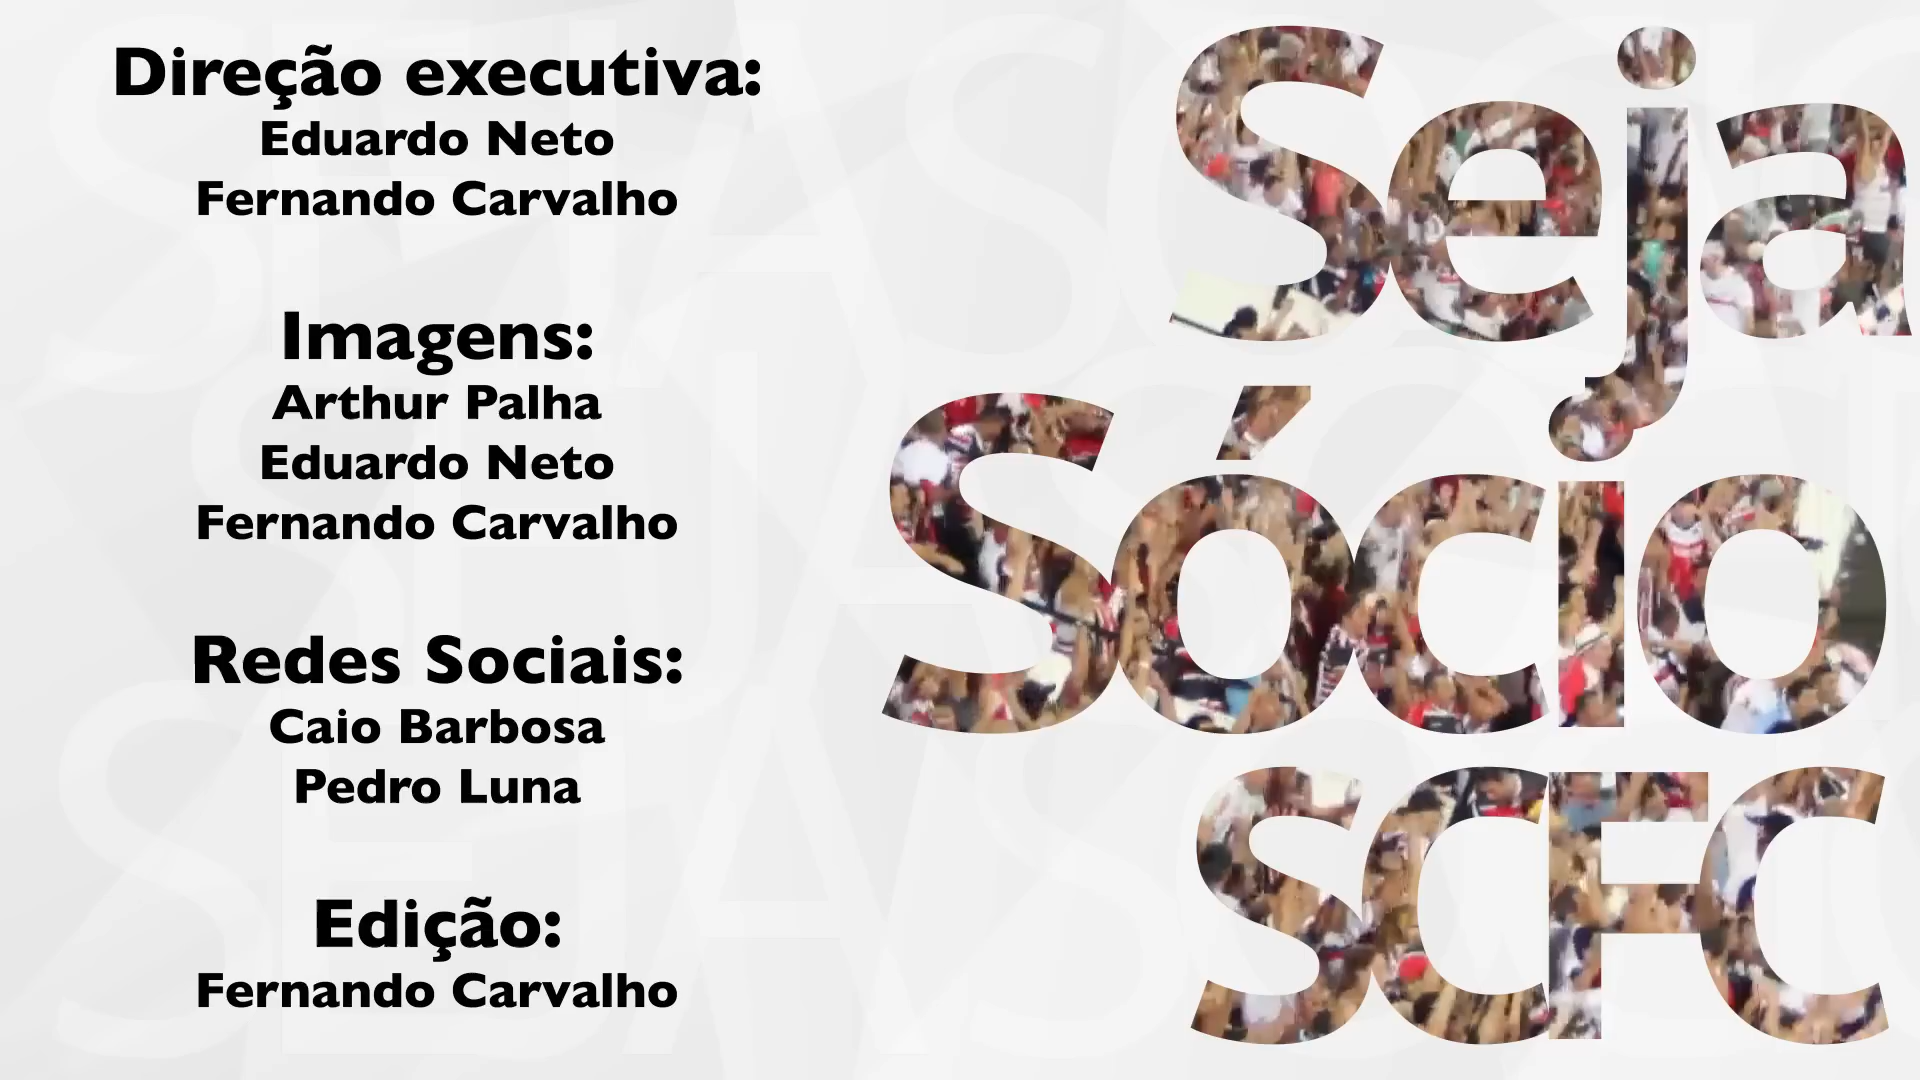 Direção executiva:
Eduardo Neto
Fernando Carvalho
Imagens:
Arthur Palha
Eduardo Neto
Fernando Carvalho
Redes Sociais:
Caio Barbosa
Pedro Luna
Edição:
Fernando Carvalho
Seja
Sócio
SCFC